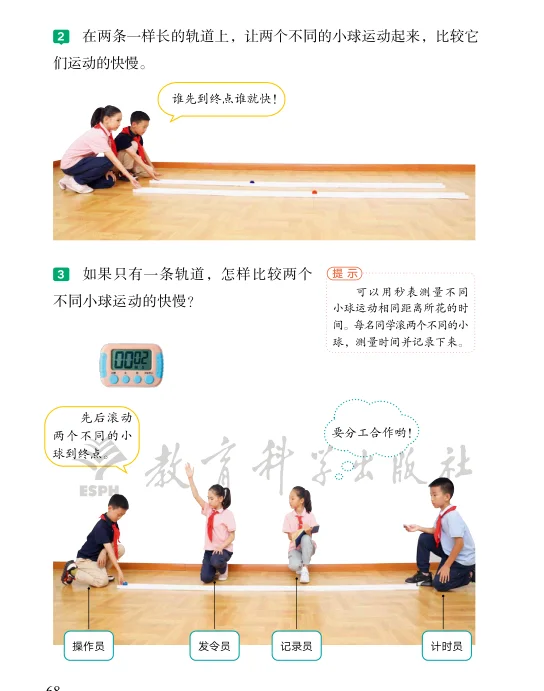 2 在两条一样长的轨道上，让两个不同的小球运动起来，比较它
们运动的快慢。
谁先到终点谁就快！
3 如果只有一条轨道，怎样比较两个
不同小球运动的快慢？
提示
可以用秒表测量不同
小球运动相同距离所花的时
间。每名同学滚两个不同的小
球，测量时间并记录下来。
先后滚动
两个不同的小
球到终点。
要分工合作哟！
ESPH
教育科学出版社
操作员
发令员
记录员
计时员
68